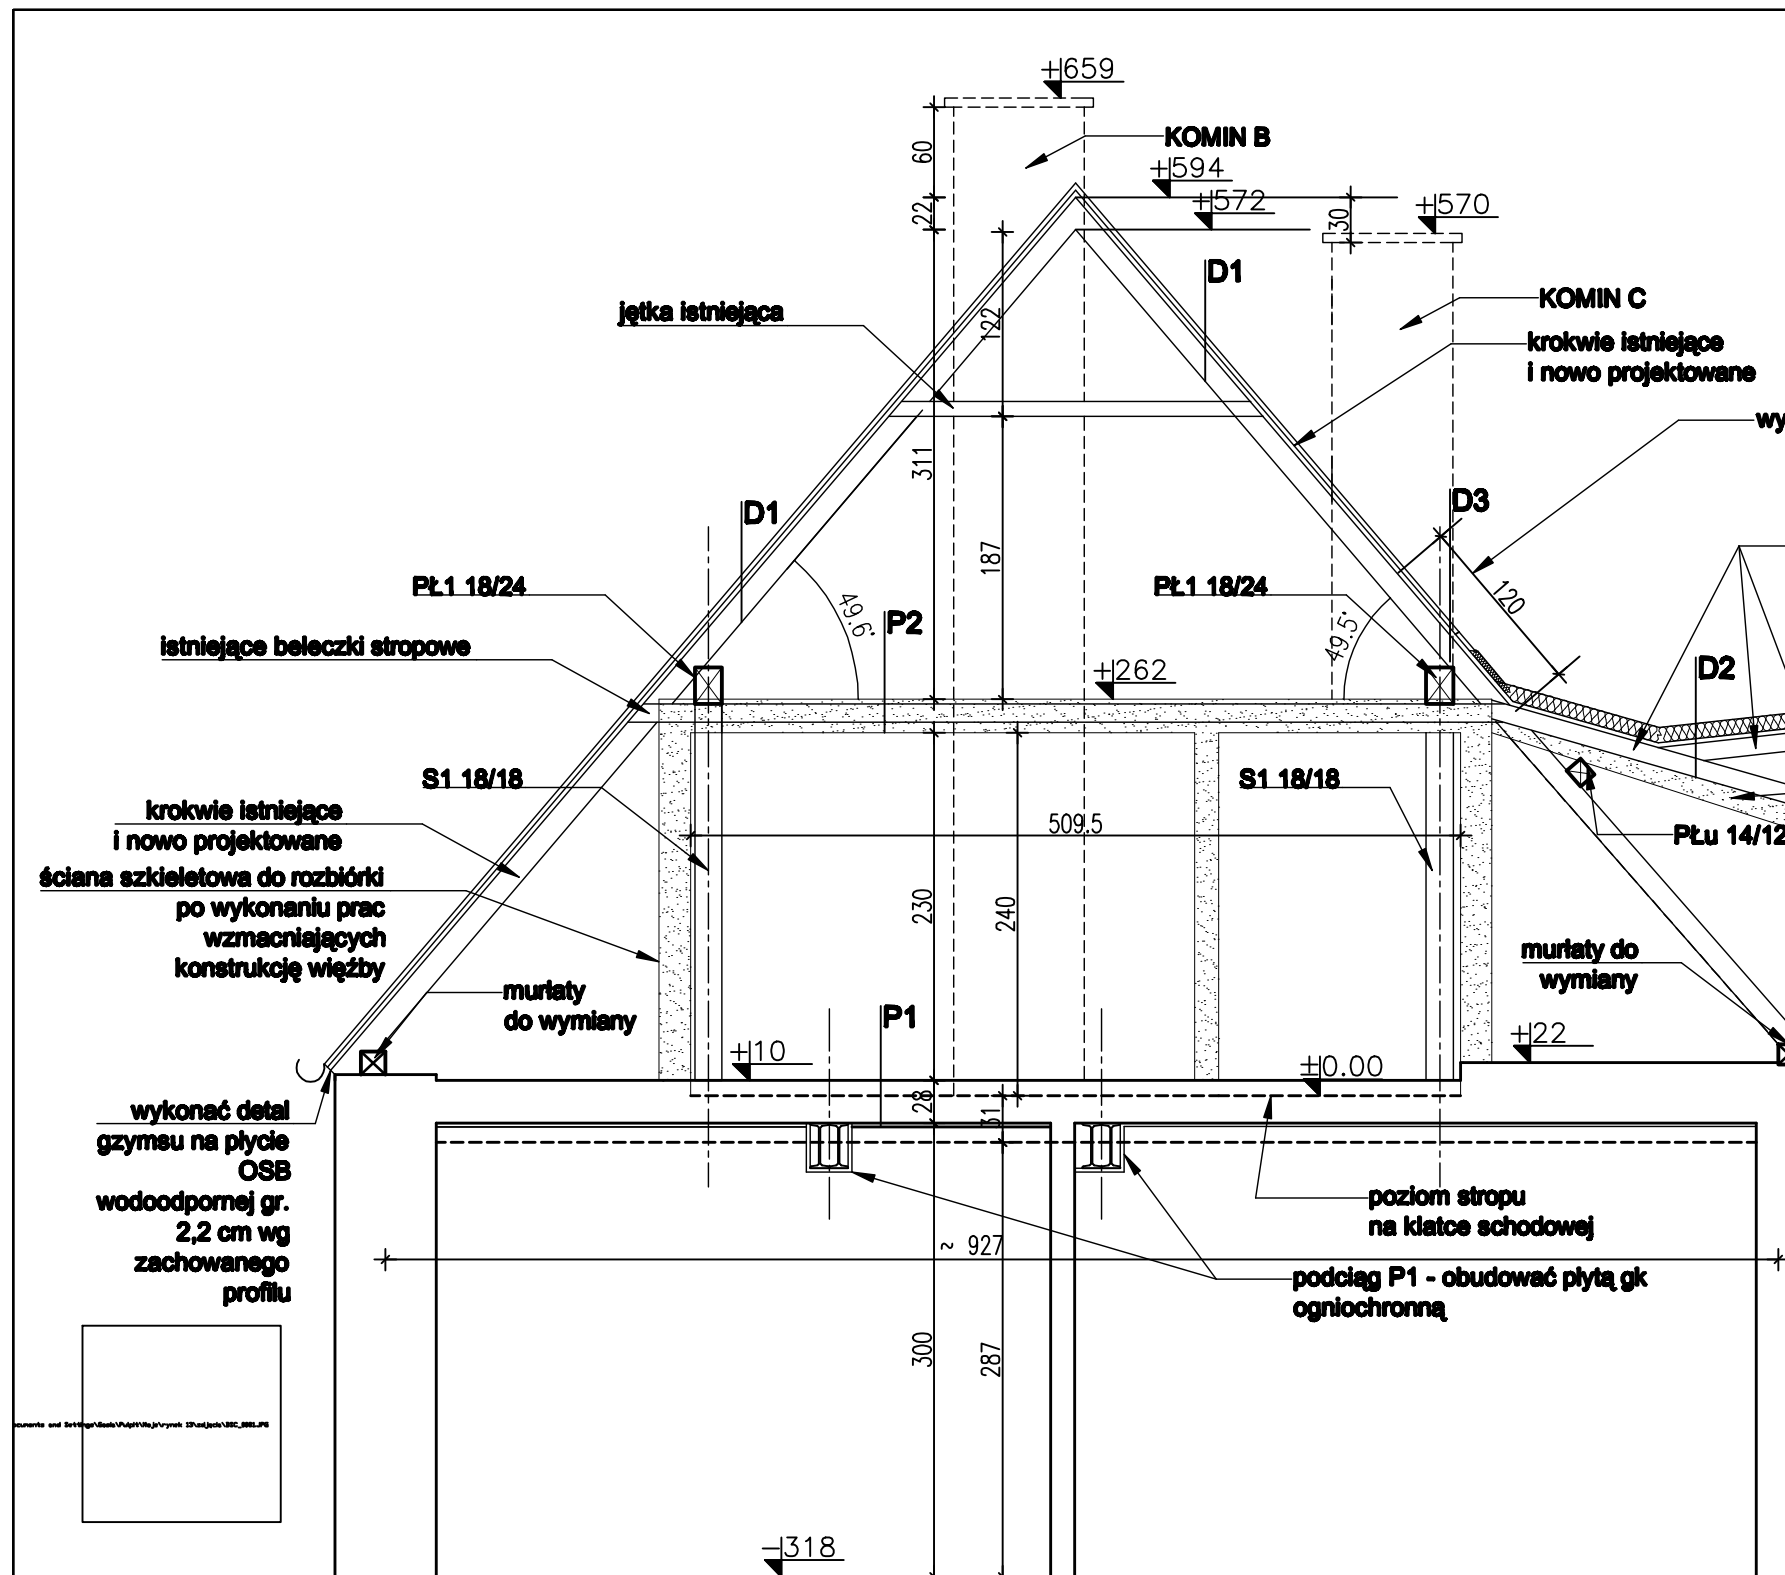 +659
KOMIN B
60
+594
+572
+570
22
30
D1
KOMIN C
jętka istniejąca
122
krokwie istniejące
i nowo projektowane
wy
311
D3
D1
187
120
PŁ1 18/24
PŁ1 18/24
49.6°
49.5°
P2
istniejące beleczki stropowe
+262
D2
S1 18/18
S1 18/18
krokwie istniejące
i nowo projektowane
509.5
PŁu 14/12
ściana szkieletowa do rozbiórki
po wykonaniu prac
wzmacniających
konstrukcję więźby
230
240
murłaty do
wymiany
murłaty
do wymiany
P1
+10
+22
±0.00
28
31
wykonać detal
gzymsu na płycie
OSB
wodoodpornej gr.
2,2 cm wg
zachowanego
profilu
poziom stropu
na klatce schodowej
~ 927
podciąg P1 - obudować płytą gk
ogniochronną
300
287
-318